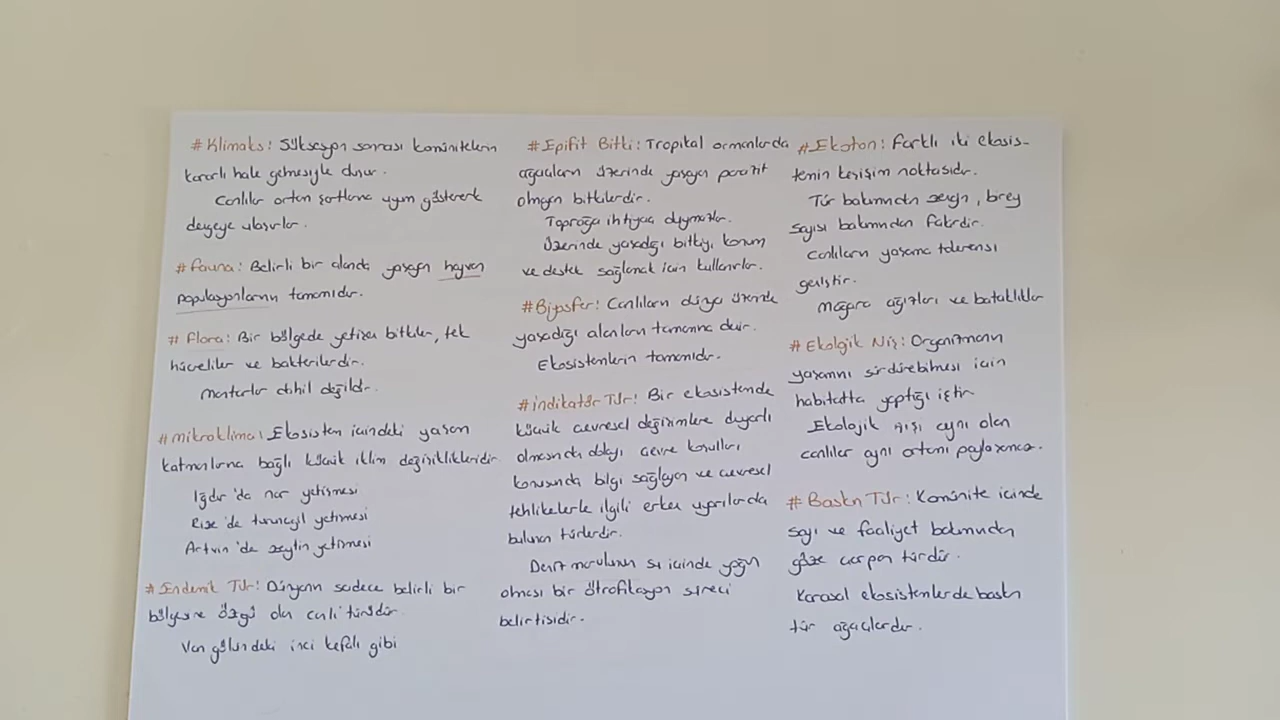 #Klimaks: Süksesyon sonrası komünitelerin
kararlı hale gelmesiyle oluşur.
Canlılar ortam şartlarına uyum göstererek
dengeye ulaşırlar.
#Fauna: Belirli bir alanda yaşayan hayvan
populasyonlarının tamamıdır.
#Flora: Bir bölgede yetişen bitkiler, tek
hücreliler ve bakterilerdir.
Mantarlar dahil değildir.
#Mikroklima: Ekosistem içindeki yaşam
katmanlarına bağlı küçük iklim değişiklikleridir.
Iğdır'da nar yetişmesi
Rize'de turunçgil yetişmesi
Artvin'de zeytin yetişmesi
#Endemik Tür: Dünyanın sadece belirli bir
bölgesine özgü olan canlı türüdür.
Van gölündeki inci kefali gibi
#Epifit Bitki: Tropikal ormanlarda
ağaçların üzerinde yaşayan parazit
olmayan bitkilerdir.
Toprağa ihtiyaç duymazlar.
Üzerinde yaşadığı bitkiyi konum
ve destek sağlamak için kullanırlar.
#Biyosfer: Canlıların dünya üzerinde
yaşadığı alanların tamamına denir.
Ekosistemlerin tamamıdır.
#İndikatör Tür: Bir ekosistemde
küçük çevresel değişimlere duyarlı
olmasından dolayı çevre koşulları
konusunda bilgi sağlayan ve çevresel
tehlikelerle ilgili erken uyarılarda
bulunan türlerdir.
Deniz marulunun su içinde yoğun
olması bir ötrofikasyon süreci
belirtisidir.
#Ekoton: Farklı iki ekosis-
temin kesişim noktasıdır.
Tür bakımından zengin, birey
sayısı bakımından fakirdir.
Canlıların yaşama toleransı
geniştir.
Mağara ağızları ve bataklıklar
#Ekolojik Niş: Organizmanın
yaşamını sürdürebilmesi için
habitatta yaptığı iştir
Ekolojik nişi aynı olan
canlılar aynı ortamı paylaşamaz.
#Baskın Tür: Komünite içinde
sayı ve faaliyet bakımından
göze çarpan türdür.
Karasal ekosistemlerde baskın
tür ağaçlardır.